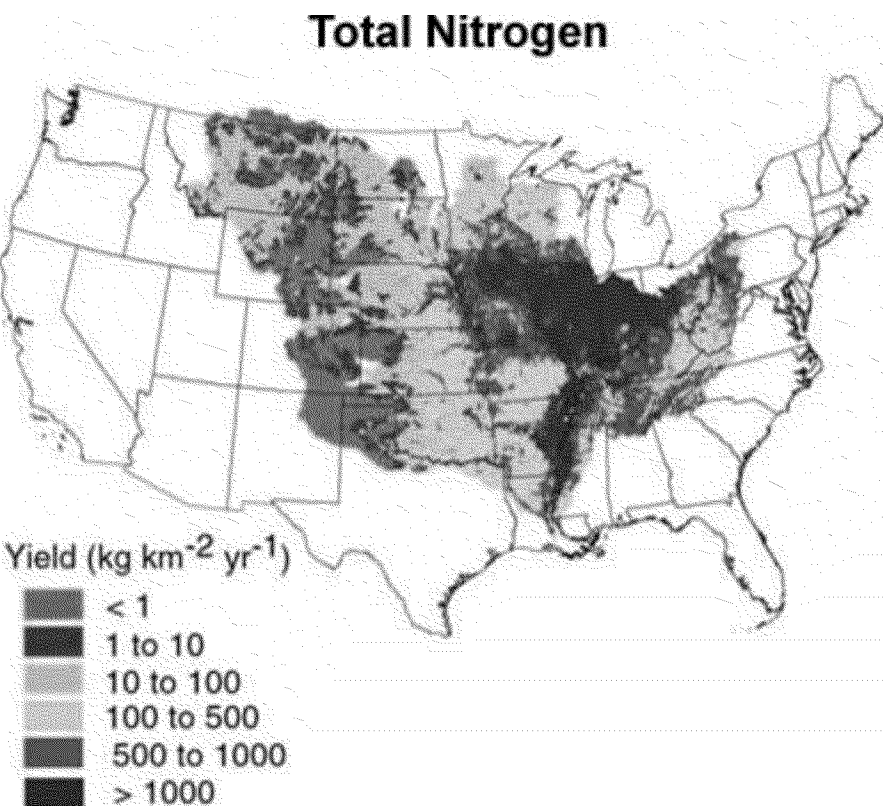 Total Nitrogen
Yield (kg km⁻² yr⁻¹)
< 1
1 to 10
10 to 100
100 to 500
500 to 1000
> 1000